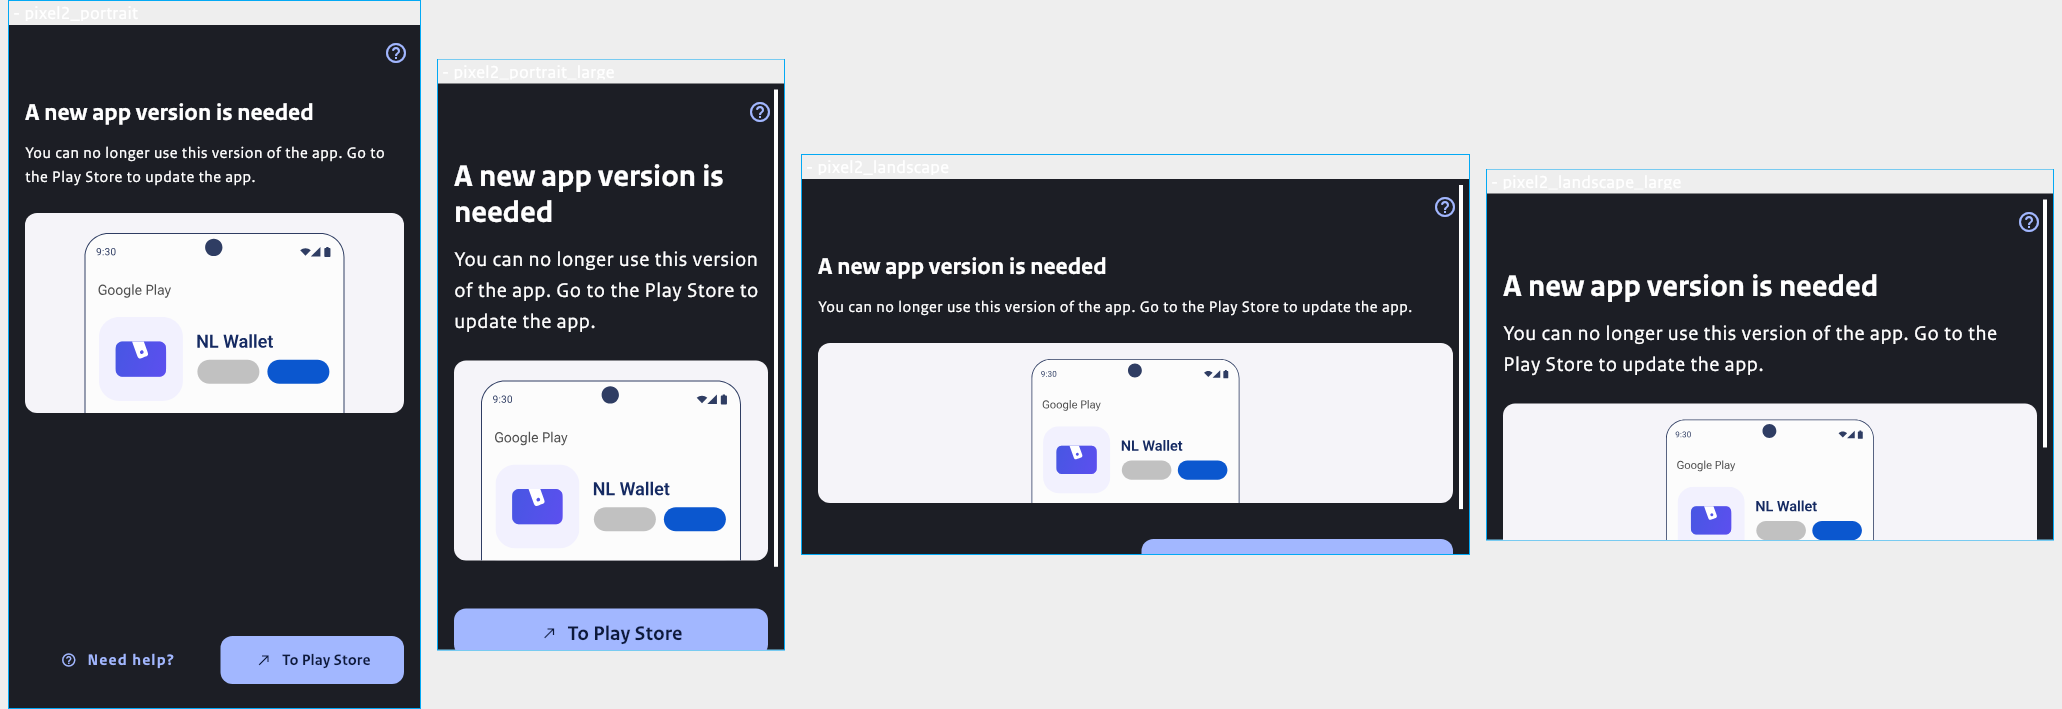 - pixel2_portrait
A new app version is needed
You can no longer use this version of the app. Go to
the Play Store to update the app.
9:30
Google Play
NL Wallet
Need help?
To Play Store
- pixel2_portrait_large
A new app version is
needed
You can no longer use this version
of the app. Go to the Play Store to
update the app.
9:30
Google Play
NL Wallet
To Play Store
- pixel2_landscape
A new app version is needed
You can no longer use this version of the app. Go to the Play Store to update the app.
9:30
Google Play
NL Wallet
- pixel2_landscape_large
A new app version is needed
You can no longer use this version of the app. Go to the
Play Store to update the app.
9:30
Google Play
NL Wallet